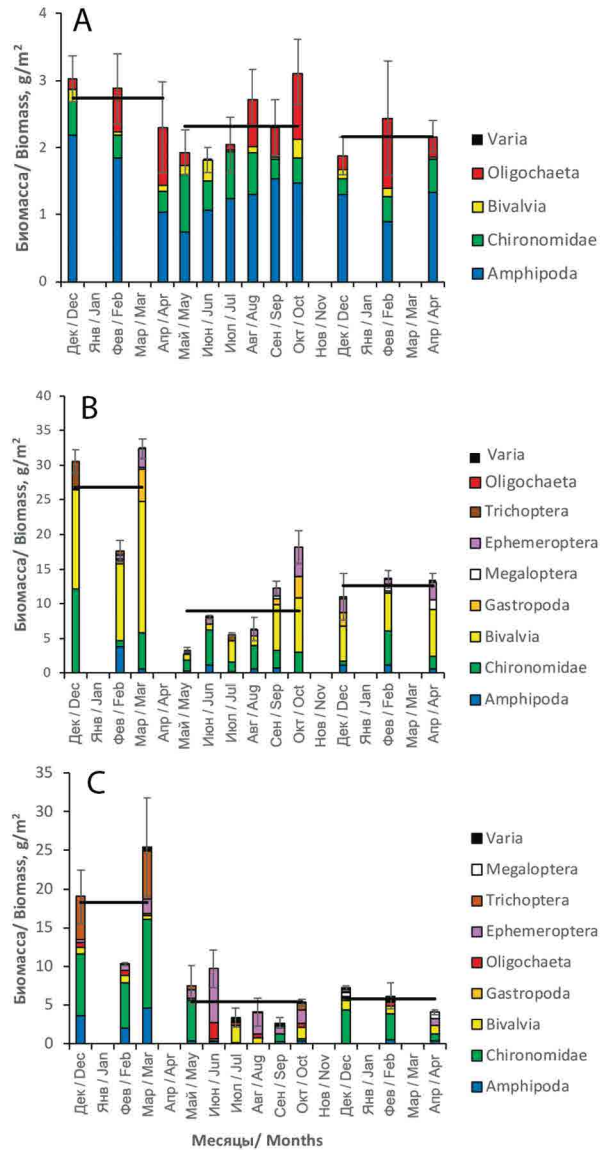 A
Биомасса/ Biomass, g/m²
4
3
2
1
0
Дек / Dec
Янв / Jan
Фев / Feb
Мар / Mar
Апр / Apr
Май / May
Июн / Jun
Июл / Jul
Авг / Aug
Сен / Sep
Окт / Oct
Нов / Nov
Дек / Dec
Янв / Jan
Фев / Feb
Мар / Mar
Апр / Apr
Varia
Oligochaeta
Bivalvia
Chironomidae
Amphipoda
B
Биомасса/ Biomass, g/m²
40
35
30
25
20
15
10
5
0
Дек / Dec
Янв / Jan
Фев / Feb
Мар / Mar
Апр / Apr
Май / May
Июн / Jun
Июл / Jul
Авг / Aug
Сен / Sep
Окт / Oct
Нов / Nov
Дек / Dec
Янв / Jan
Фев / Feb
Мар / Mar
Апр / Apr
Varia
Oligochaeta
Trichoptera
Ephemeroptera
Megaloptera
Gastropoda
Bivalvia
Chironomidae
Amphipoda
C
Биомасса/ Biomass, g/m²
35
30
25
20
15
10
5
0
Дек / Dec
Янв / Jan
Фев / Feb
Мар / Mar
Апр / Apr
Май / May
Июн / Jun
Июл / Jul
Авг / Aug
Сен / Sep
Окт / Oct
Нов / Nov
Дек / Dec
Янв / Jan
Фев / Feb
Мар / Mar
Апр / Apr
Varia
Megaloptera
Trichoptera
Ephemeroptera
Oligochaeta
Gastropoda
Bivalvia
Chironomidae
Amphipoda
Месяцы/ Months